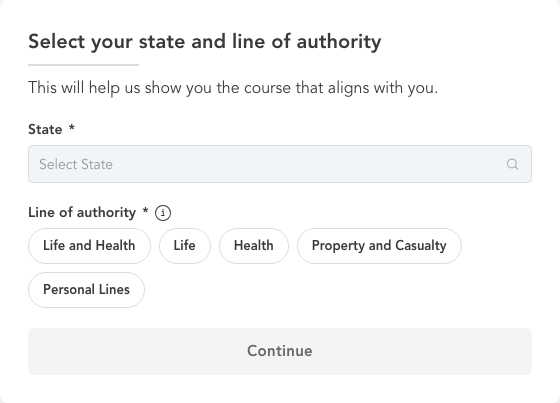 Select your state and line of authority
This will help us show you the course that aligns with you.
State *
Select State
Line of authority * i
Life and Health Life Health Property and Casualty
Personal Lines
Continue